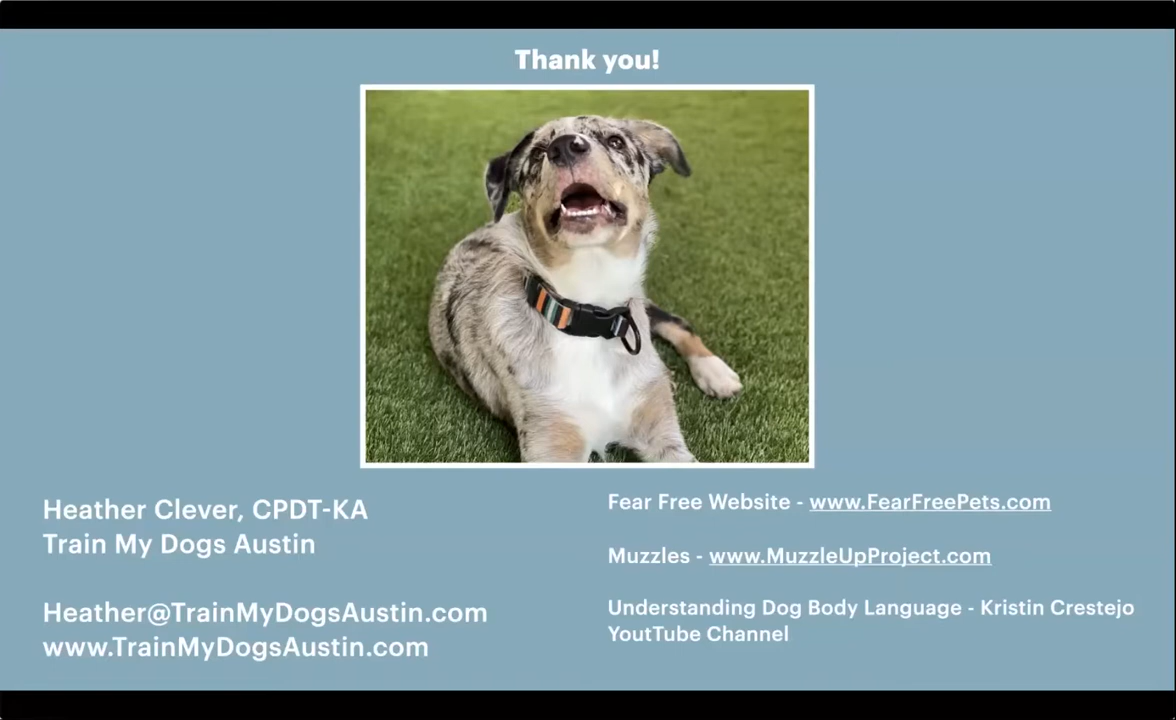 Thank you!
Heather Clever, CPDT-KA
Train My Dogs Austin
Heather@TrainMyDogsAustin.com
www.TrainMyDogsAustin.com
Fear Free Website - www.FearFreePets.com
Muzzles - www.MuzzleUpProject.com
Understanding Dog Body Language - Kristin Crestejo
YoutTube Channel